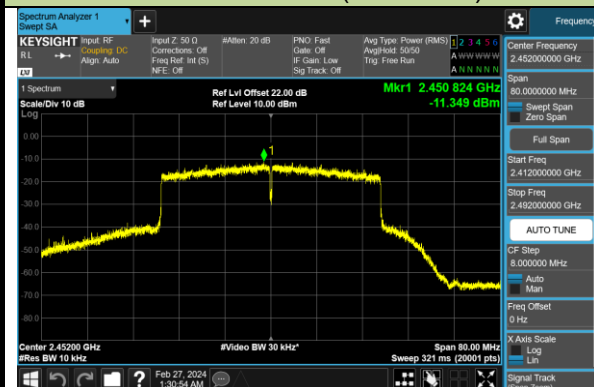 Spectrum Analyzer 1
Swept SA
+
Frequency
KEYSIGHT
RL
LXI
Input: RF
Coupling: DC
Align: Auto
Input Z: 50 Ω
Corrections: Off
Freq Ref: Int (S)
NFE: Off
#Atten: 20 dB
PNO: Fast
Gate: Off
IF Gain: Low
Sig Track: Off
Avg Type: Power (RMS)
Avg|Hold: 50/50
Trig: Free Run
1 2 3 4 5 6
A W W W W W
A N N N N N
1 Spectrum
Scale/Div 10 dB
Log
Ref Lvl Offset 22.00 dB
Ref Level 10.00 dBm
Mkr1 2.450 824 GHz
-11.349 dBm
0.00
-10.0
-20.0
-30.0
-40.0
-50.0
-60.0
-70.0
-80.0
1
Center 2.45200 GHz
#Res BW 10 kHz
#Video BW 30 kHz*
Span 80.00 MHz
Sweep 321 ms (20001 pts)
Feb 27, 2024
1:30:54 AM
Center Frequency
2.452000000 GHz
Span
80.0000000 MHz
Swept Span
Zero Span
Full Span
Start Freq
2.412000000 GHz
Stop Freq
2.492000000 GHz
AUTO TUNE
CF Step
8.000000 MHz
Auto
Man
Freq Offset
0 Hz
X Axis Scale
Log
Lin
Signal Track